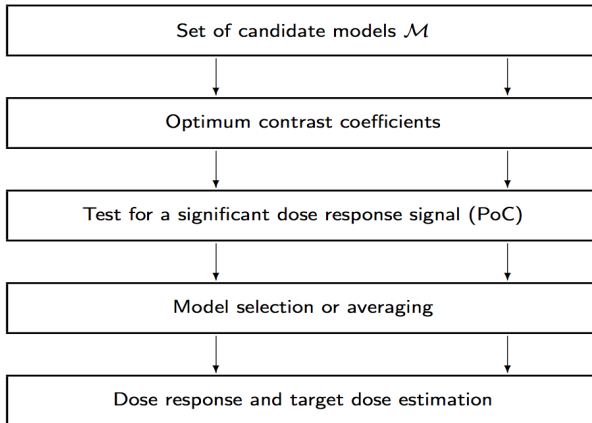 Set of candidate models ℳ
Optimum contrast coefficients
Test for a significant dose response signal (PoC)
Model selection or averaging
Dose response and target dose estimation